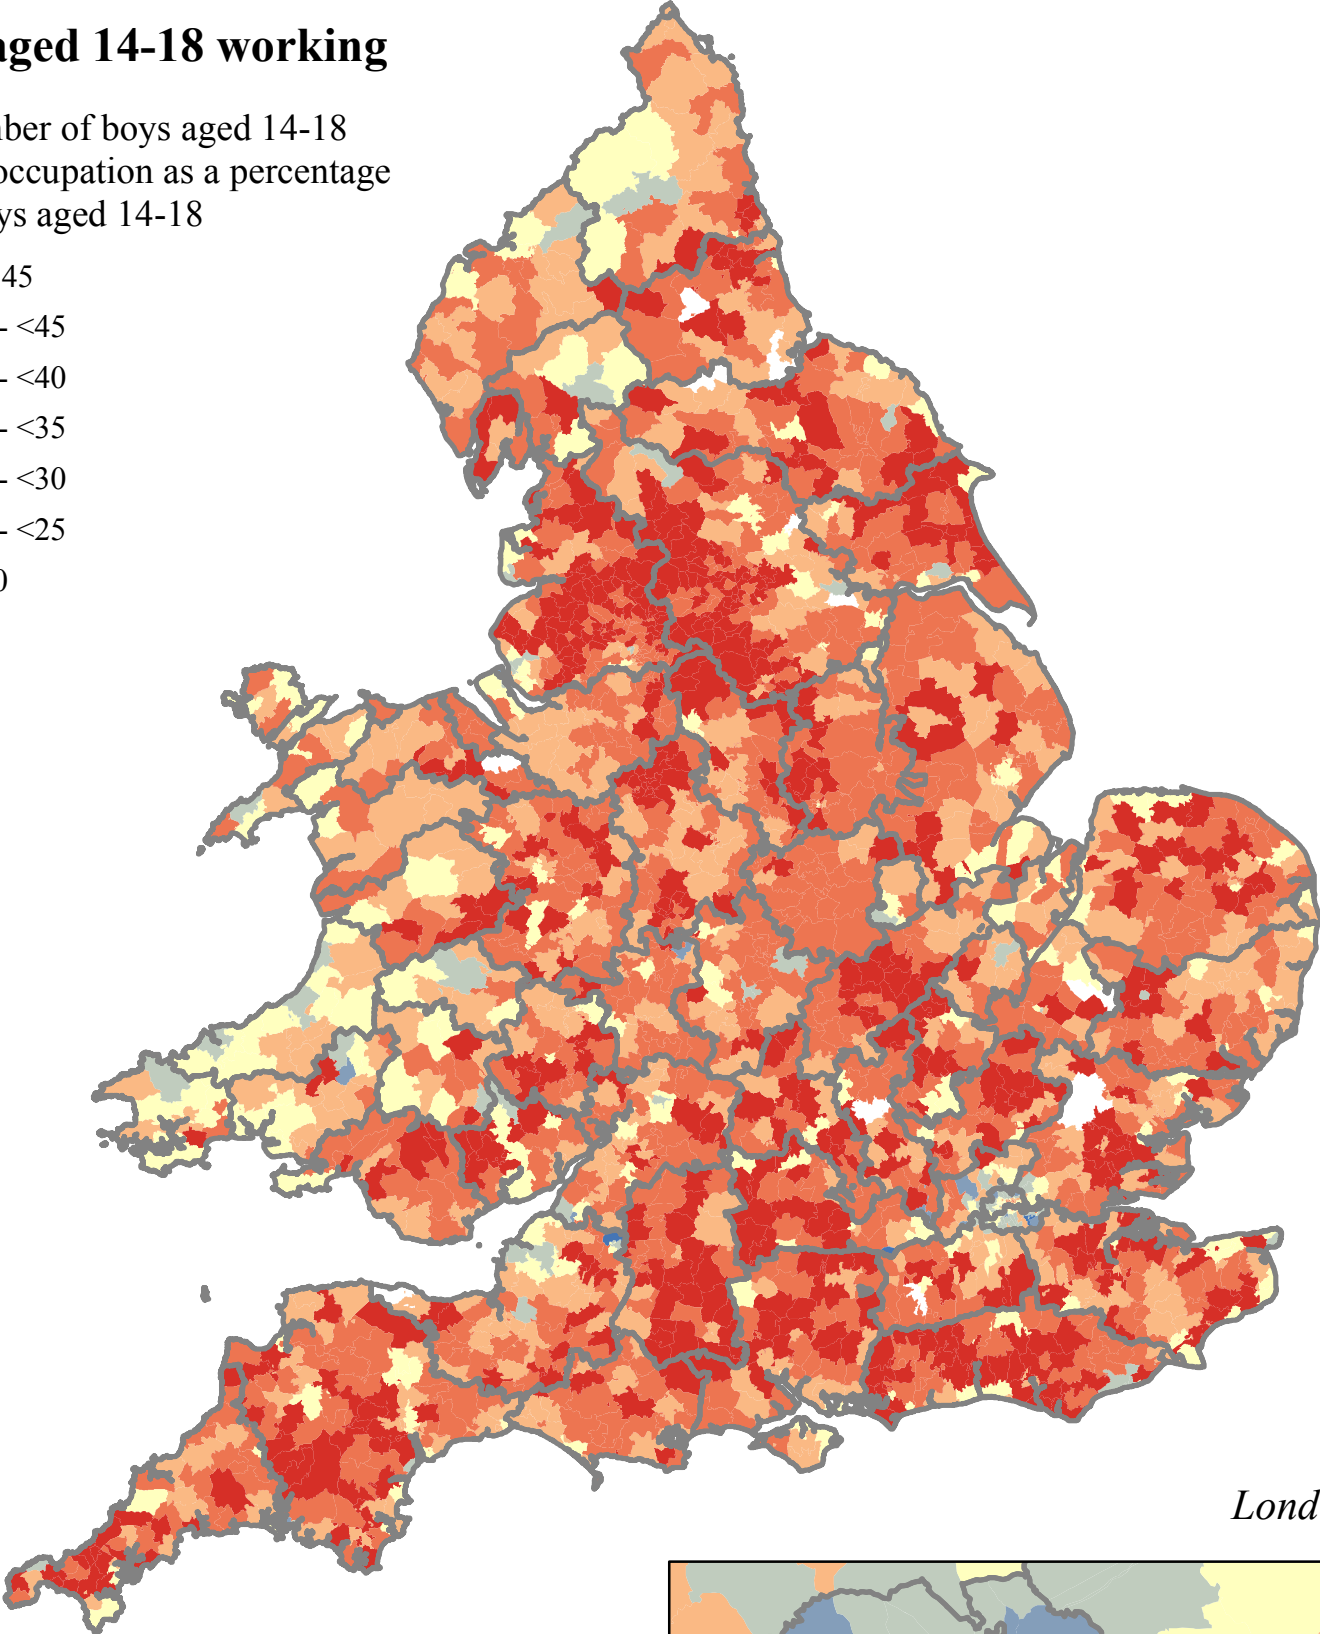 aged 14-18 working
ber of boys aged 14-18
occupation as a percentage
ys aged 14-18
45
- <45
- <40
- <35
- <30
- <25
0
Lond